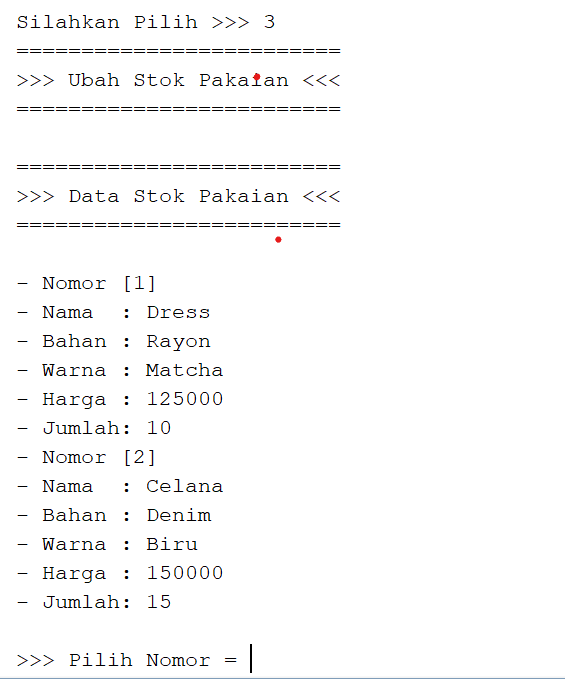 Silahkan Pilih >>> 3
=========================
>>> Ubah Stok Pakaian <<<
=========================
=========================
>>> Data Stok Pakaian <<<
=========================
- Nomor [1]
- Nama  : Dress
- Bahan : Rayon
- Warna : Matcha
- Harga : 125000
- Jumlah: 10
- Nomor [2]
- Nama  : Celana
- Bahan : Denim
- Warna : Biru
- Harga : 150000
- Jumlah: 15
>>> Pilih Nomor =